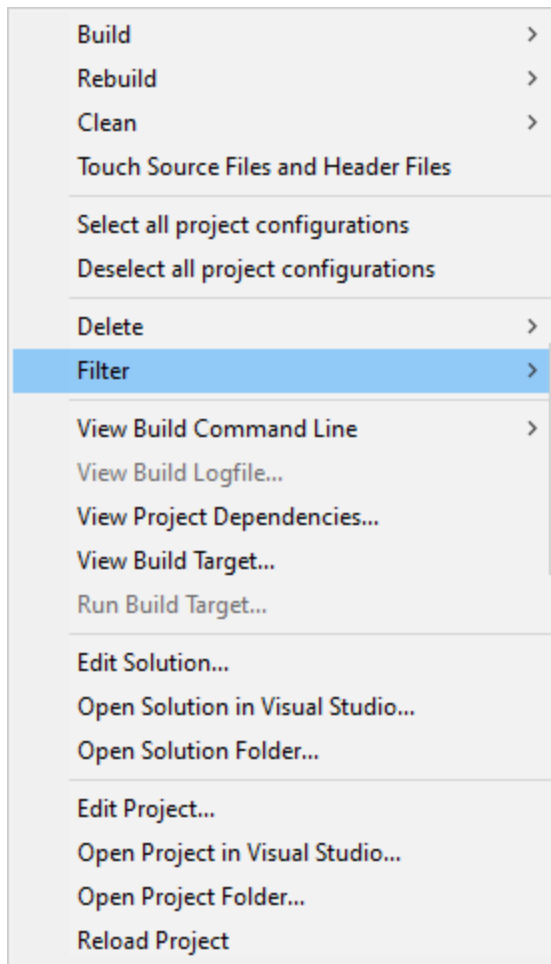 Build
Rebuild
Clean
Touch Source Files and Header Files
Select all project configurations
Deselect all project configurations
Delete
Filter
View Build Command Line
View Build Logfile...
View Project Dependencies...
View Build Target...
Run Build Target...
Edit Solution...
Open Solution in Visual Studio...
Open Solution Folder...
Edit Project...
Open Project in Visual Studio...
Open Project Folder...
Reload Project